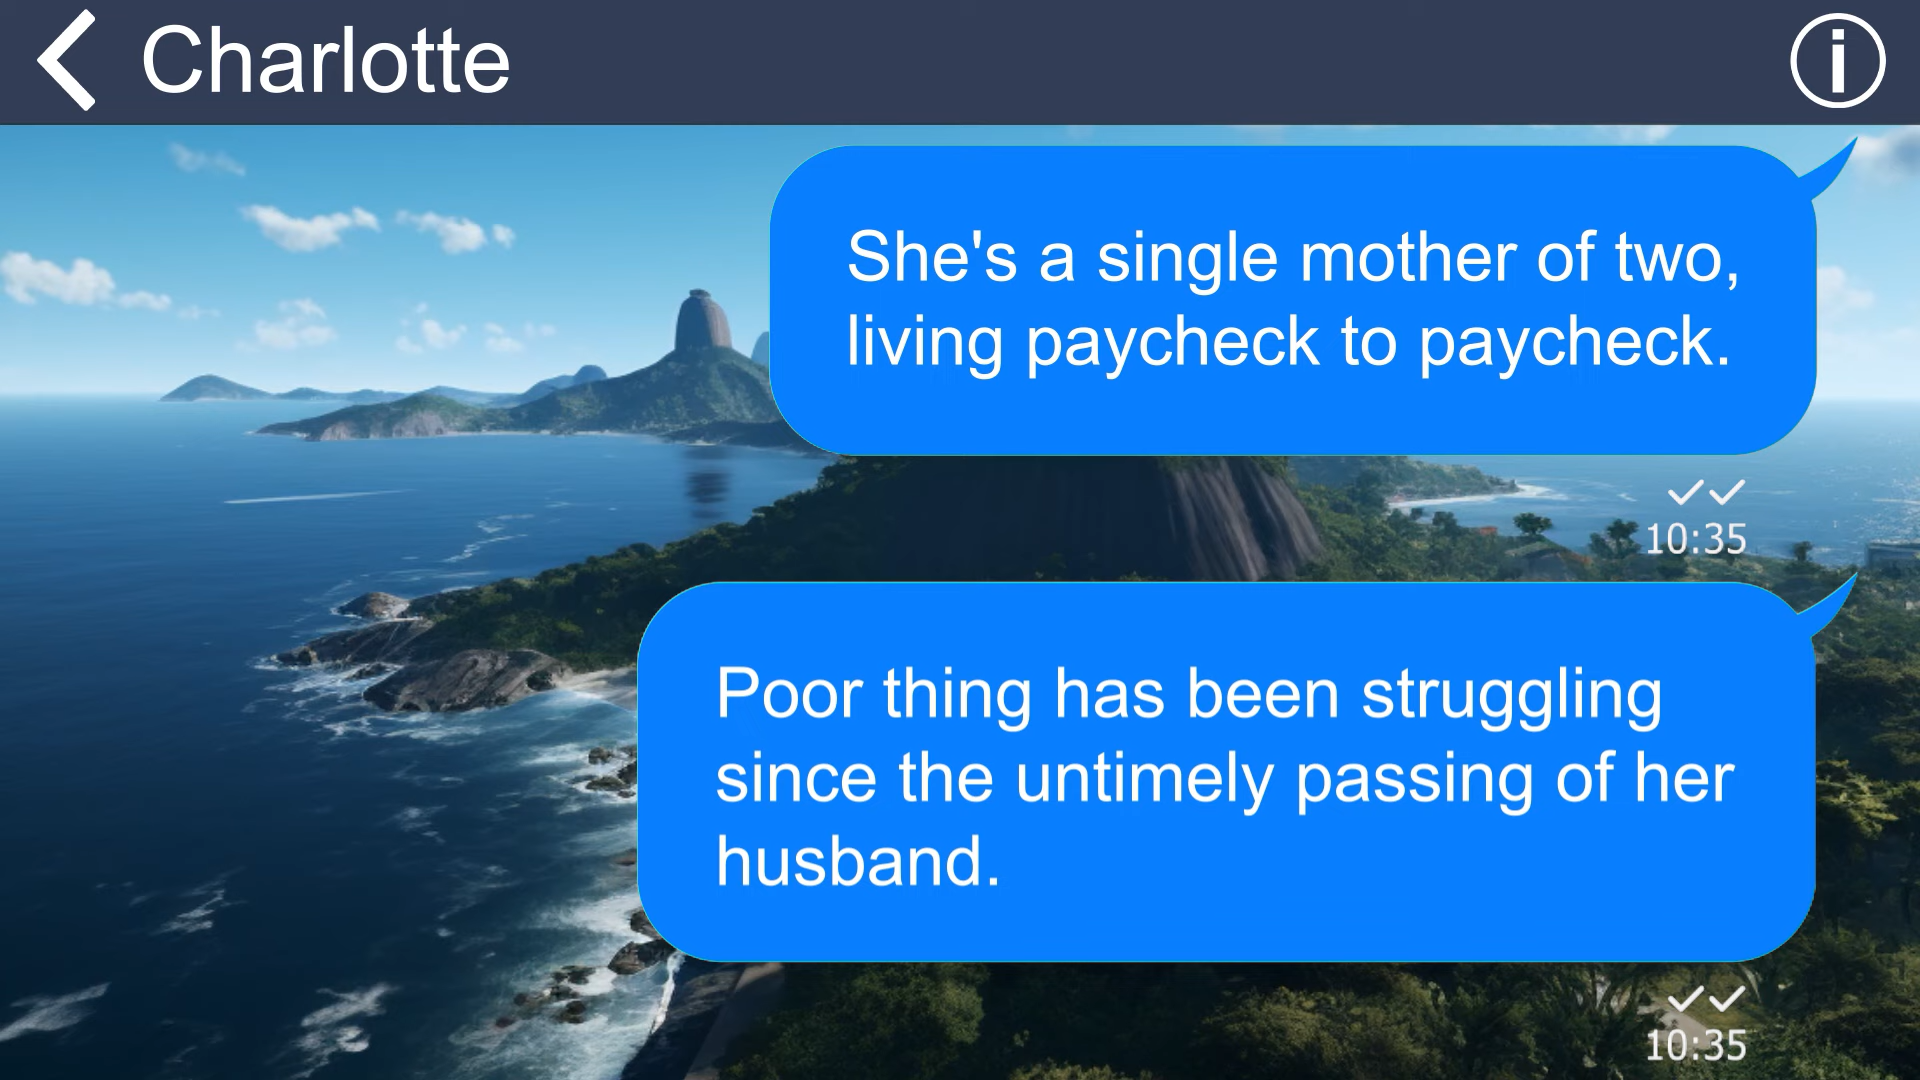 Charlotte
She's a single mother of two,
living paycheck to paycheck.
10:35
Poor thing has been struggling
since the untimely passing of her
husband.
10:35